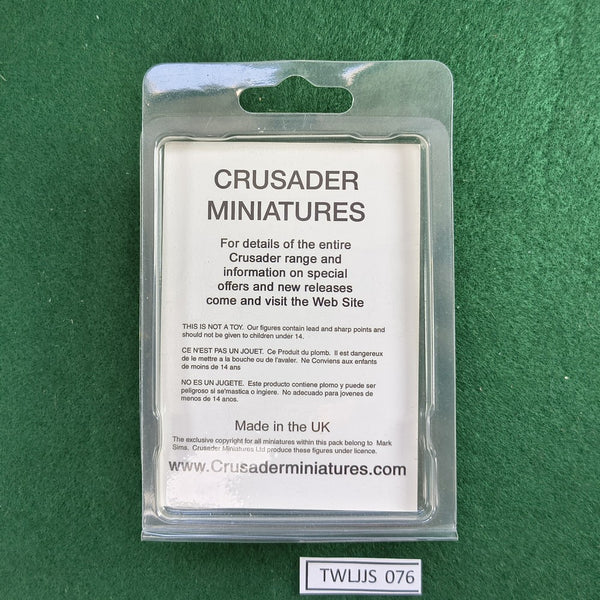 CRUSADER
MINIATURES
For details of the entire
Crusader range and
information on special
offers and new releases
come and visit the Web Site
THIS IS NOT A TOY. Our figures contain lead and sharp points and
should not be given to children under 14.
CE N'EST PAS UN JOUET. Ce Produit du plomb. Il est dangereux
de le mettre a la bouche ou de l'avaler. Ne Conviens aux enfants
de moins de 14 ans
NO ES UN JUGETE. Este producto contiene plomo y puede ser
peligroso si se'mastica o ingiere. No adecuado para jovenes de
menos de 14 anos.
Made in the UK
The exclusive copyright for all miniatures within this pack belong to Mark
Sims. Crusader Miniatures Ltd produce these figures under licence.
www.Crusaderminiatures.com
TWLJJS 076